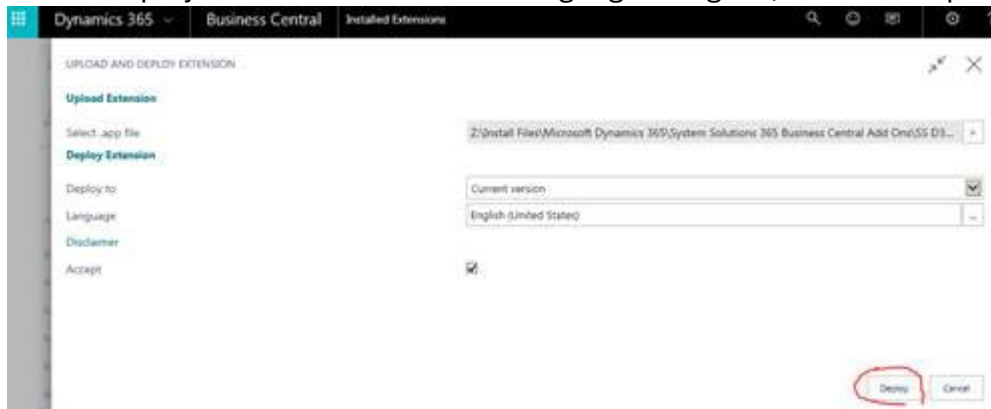 Dynamics 365 Business Central Installed Extensions
UPLOAD AND DEPLOY EXTENSION
Upload Extension
Select .app file Z:\Install Files\Microsoft Dynamics 365\System Solutions 365 Business Central Add Ons\SS D3...
Deploy Extension
Deploy to Current version
Language English (United States) ...
Disclaimer
Accept
Deploy Cancel